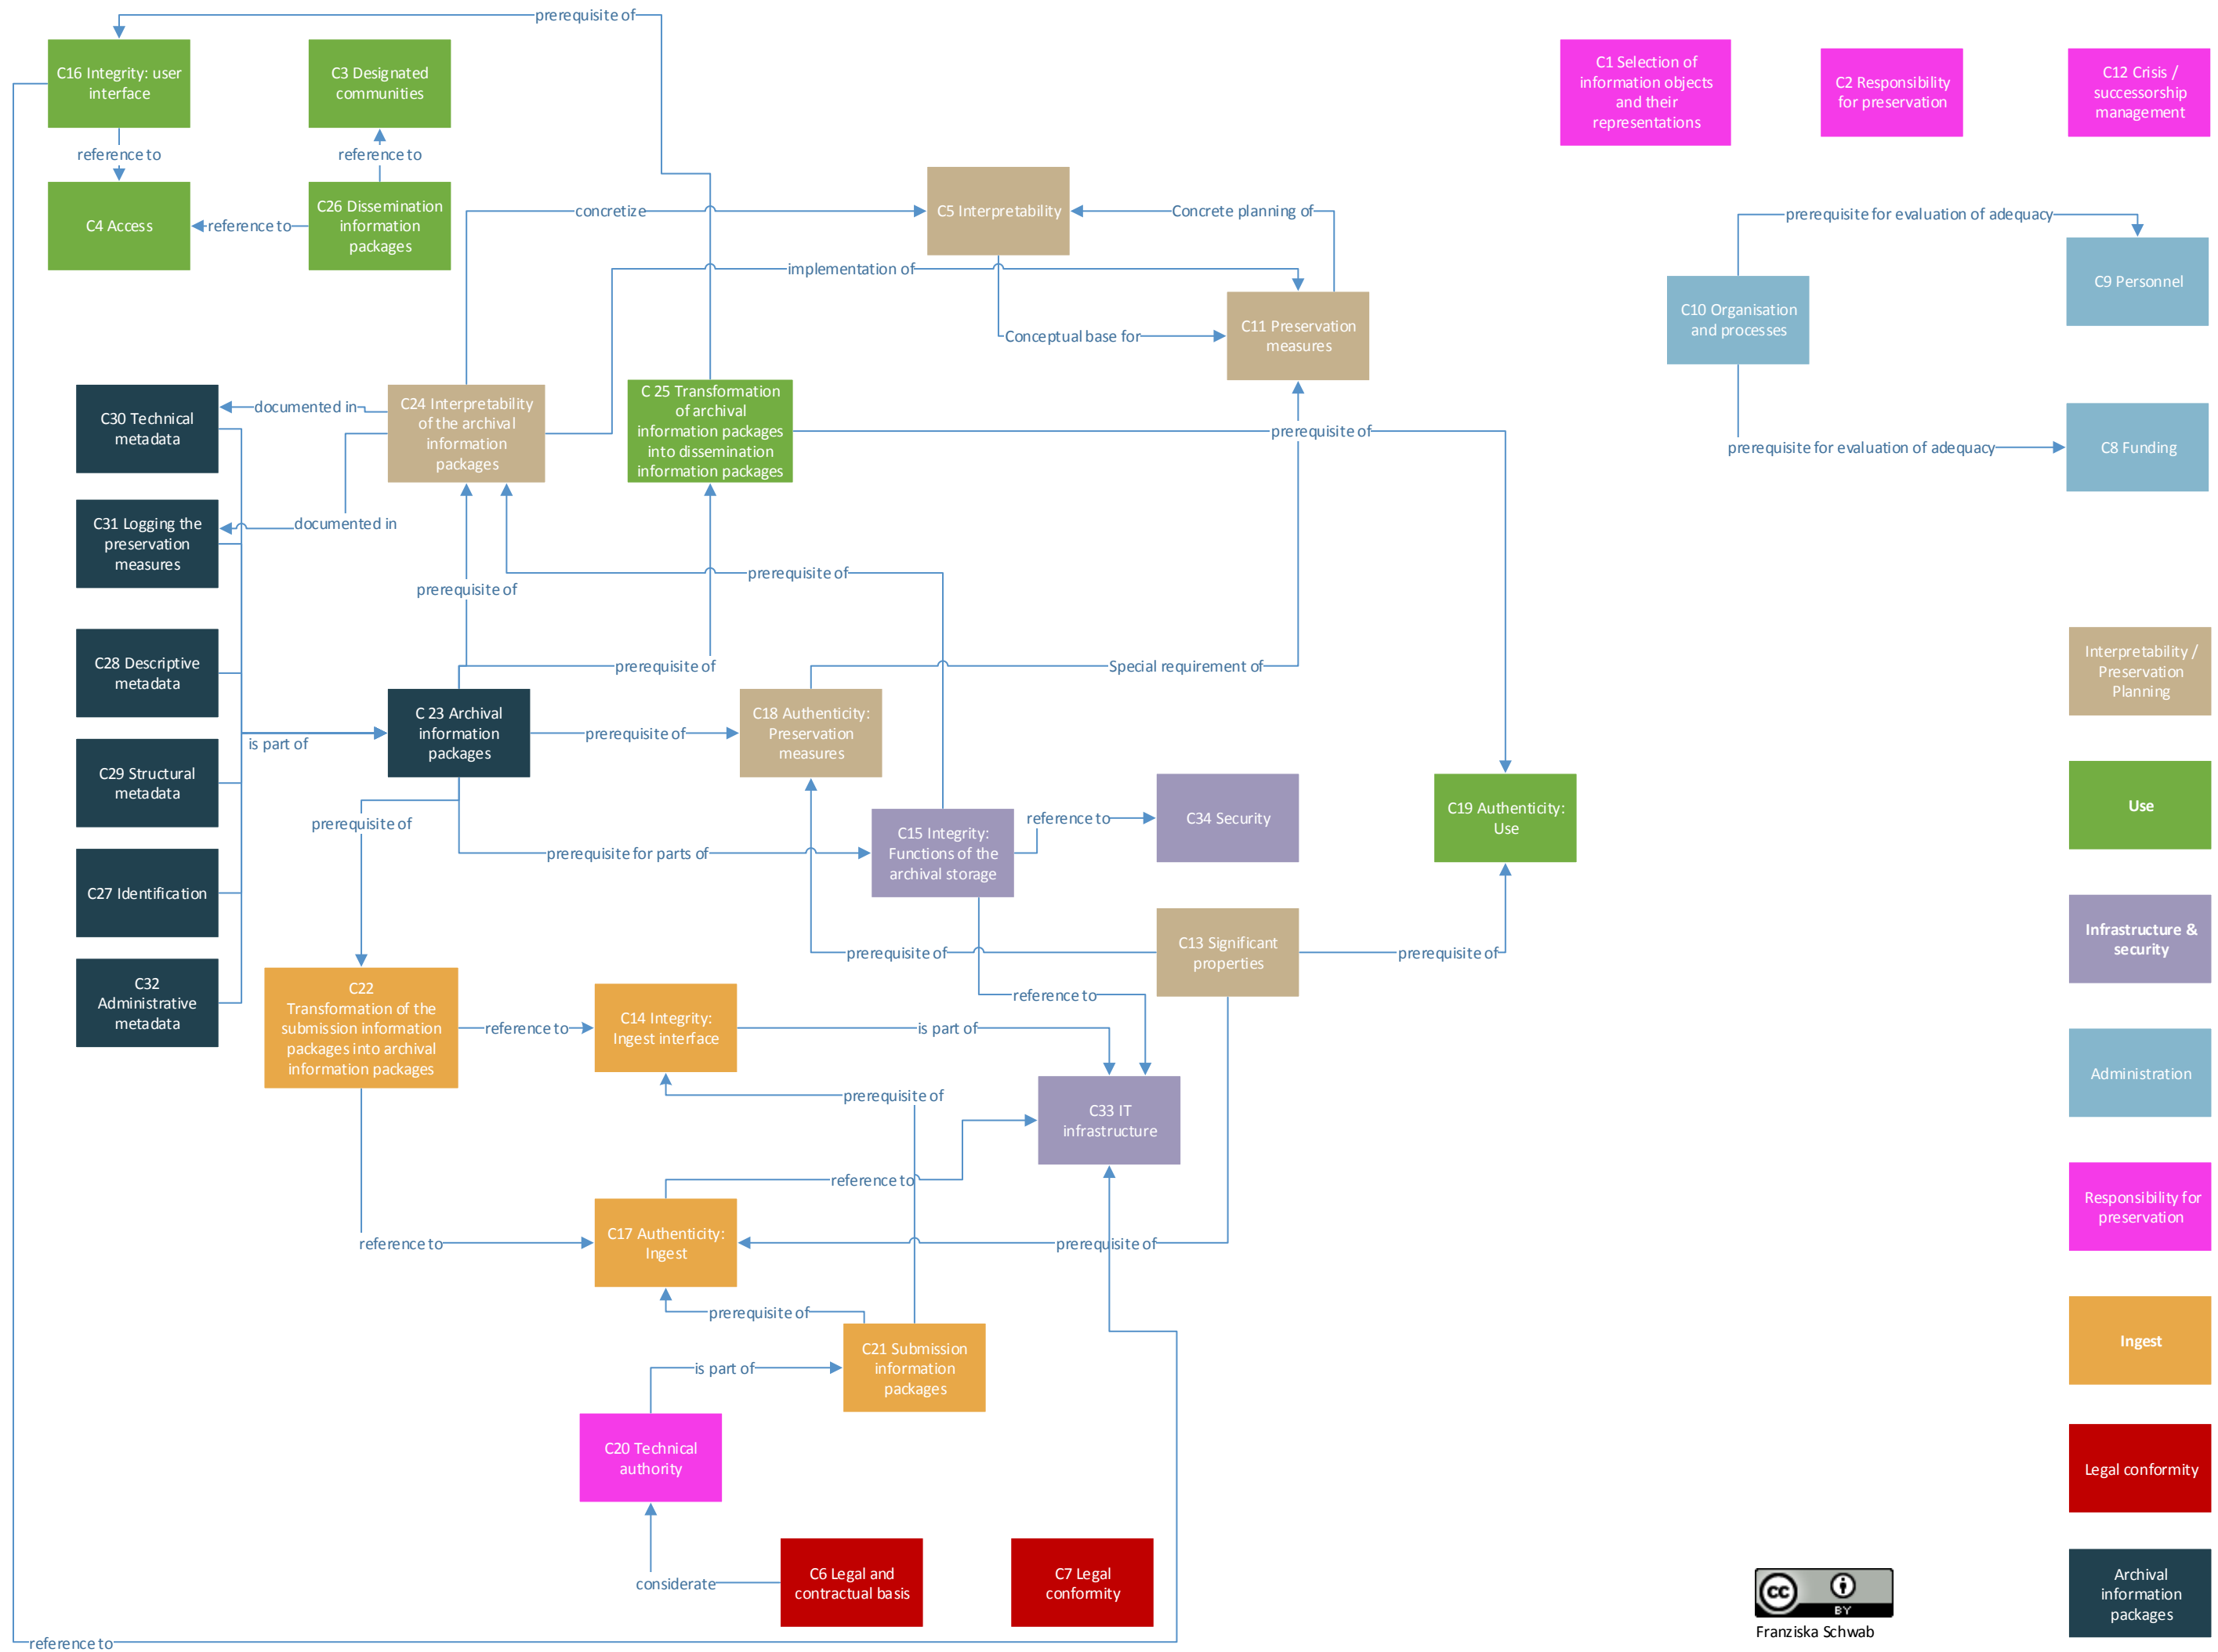 prerequisite of
C16 Integrity: user
interface
C3 Designated
communities
C1 Selection of
information objects
and their
representations
C2 Responsibility
for preservation
C12 Crisis /
successorship
management
reference to
reference to
C4 Access
reference to
C26 Dissemination
information
packages
concretize
C5 Interpretability
Concrete planning of
prerequisite for evaluation of adequacy
C9 Personnel
implementation of
C10 Organisation
and processes
C11 Preservation
measures
Conceptual base for
C30 Technical
metadata
documented in
C24 Interpretability
of the archival
information
packages
C 25 Transformation
of archival
information packages
into dissemination
information packages
prerequisite of
prerequisite for evaluation of adequacy
C8 Funding
C31 Logging the
preservation
measures
documented in
prerequisite of
prerequisite of
C28 Descriptive
metadata
prerequisite of
Special requirement of
Interpretability /
Preservation
Planning
C 23 Archival
information
packages
is part of
prerequisite of
C18 Authenticity:
Preservation
measures
C29 Structural
metadata
prerequisite of
C15 Integrity:
Functions of the
archival storage
reference to
C34 Security
C19 Authenticity:
Use
Use
prerequisite for parts of
C27 Identification
C13 Significant
properties
prerequisite of
prerequisite of
Infrastructure &
security
C32
Administrative
metadata
C22
Transformation of the
submission information
packages into archival
information packages
reference to
reference to
C14 Integrity:
Ingest interface
is part of
prerequisite of
C33 IT
infrastructure
Administration
reference to
C17 Authenticity:
Ingest
reference to
prerequisite of
Responsibility for
preservation
prerequisite of
C21 Submission
information
packages
is part of
Ingest
C20 Technical
authority
Legal conformity
considerate
C6 Legal and
contractual basis
C7 Legal
conformity
cc
BY
Franziska Schwab
Archival
information
packages
reference to